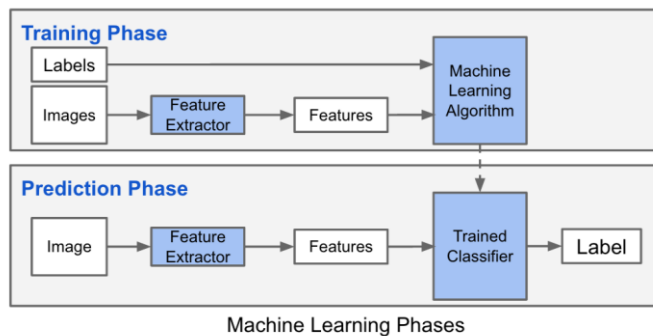 Training Phase
Labels
Images
Feature
Extractor
Features
Machine
Learning
Algorithm
Prediction Phase
Image
Feature
Extractor
Features
Trained
Classifier
Label
Machine Learning Phases